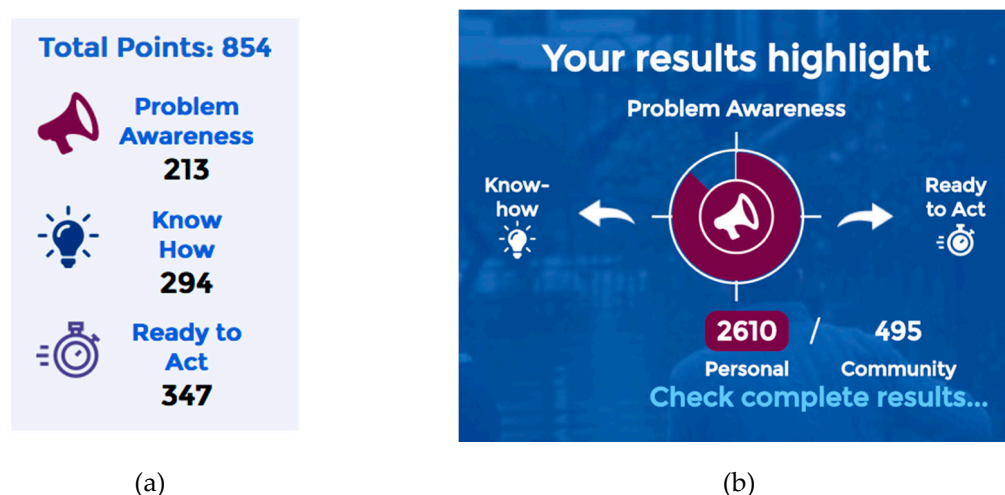 Total Points: 854
Problem
Awareness
213
Know
How
294
Ready to
Act
347
(a)
Your results highlight
Problem Awareness
Know-
how
Ready
to Act
2610 / 495
Personal Community
Check complete results...
(b)